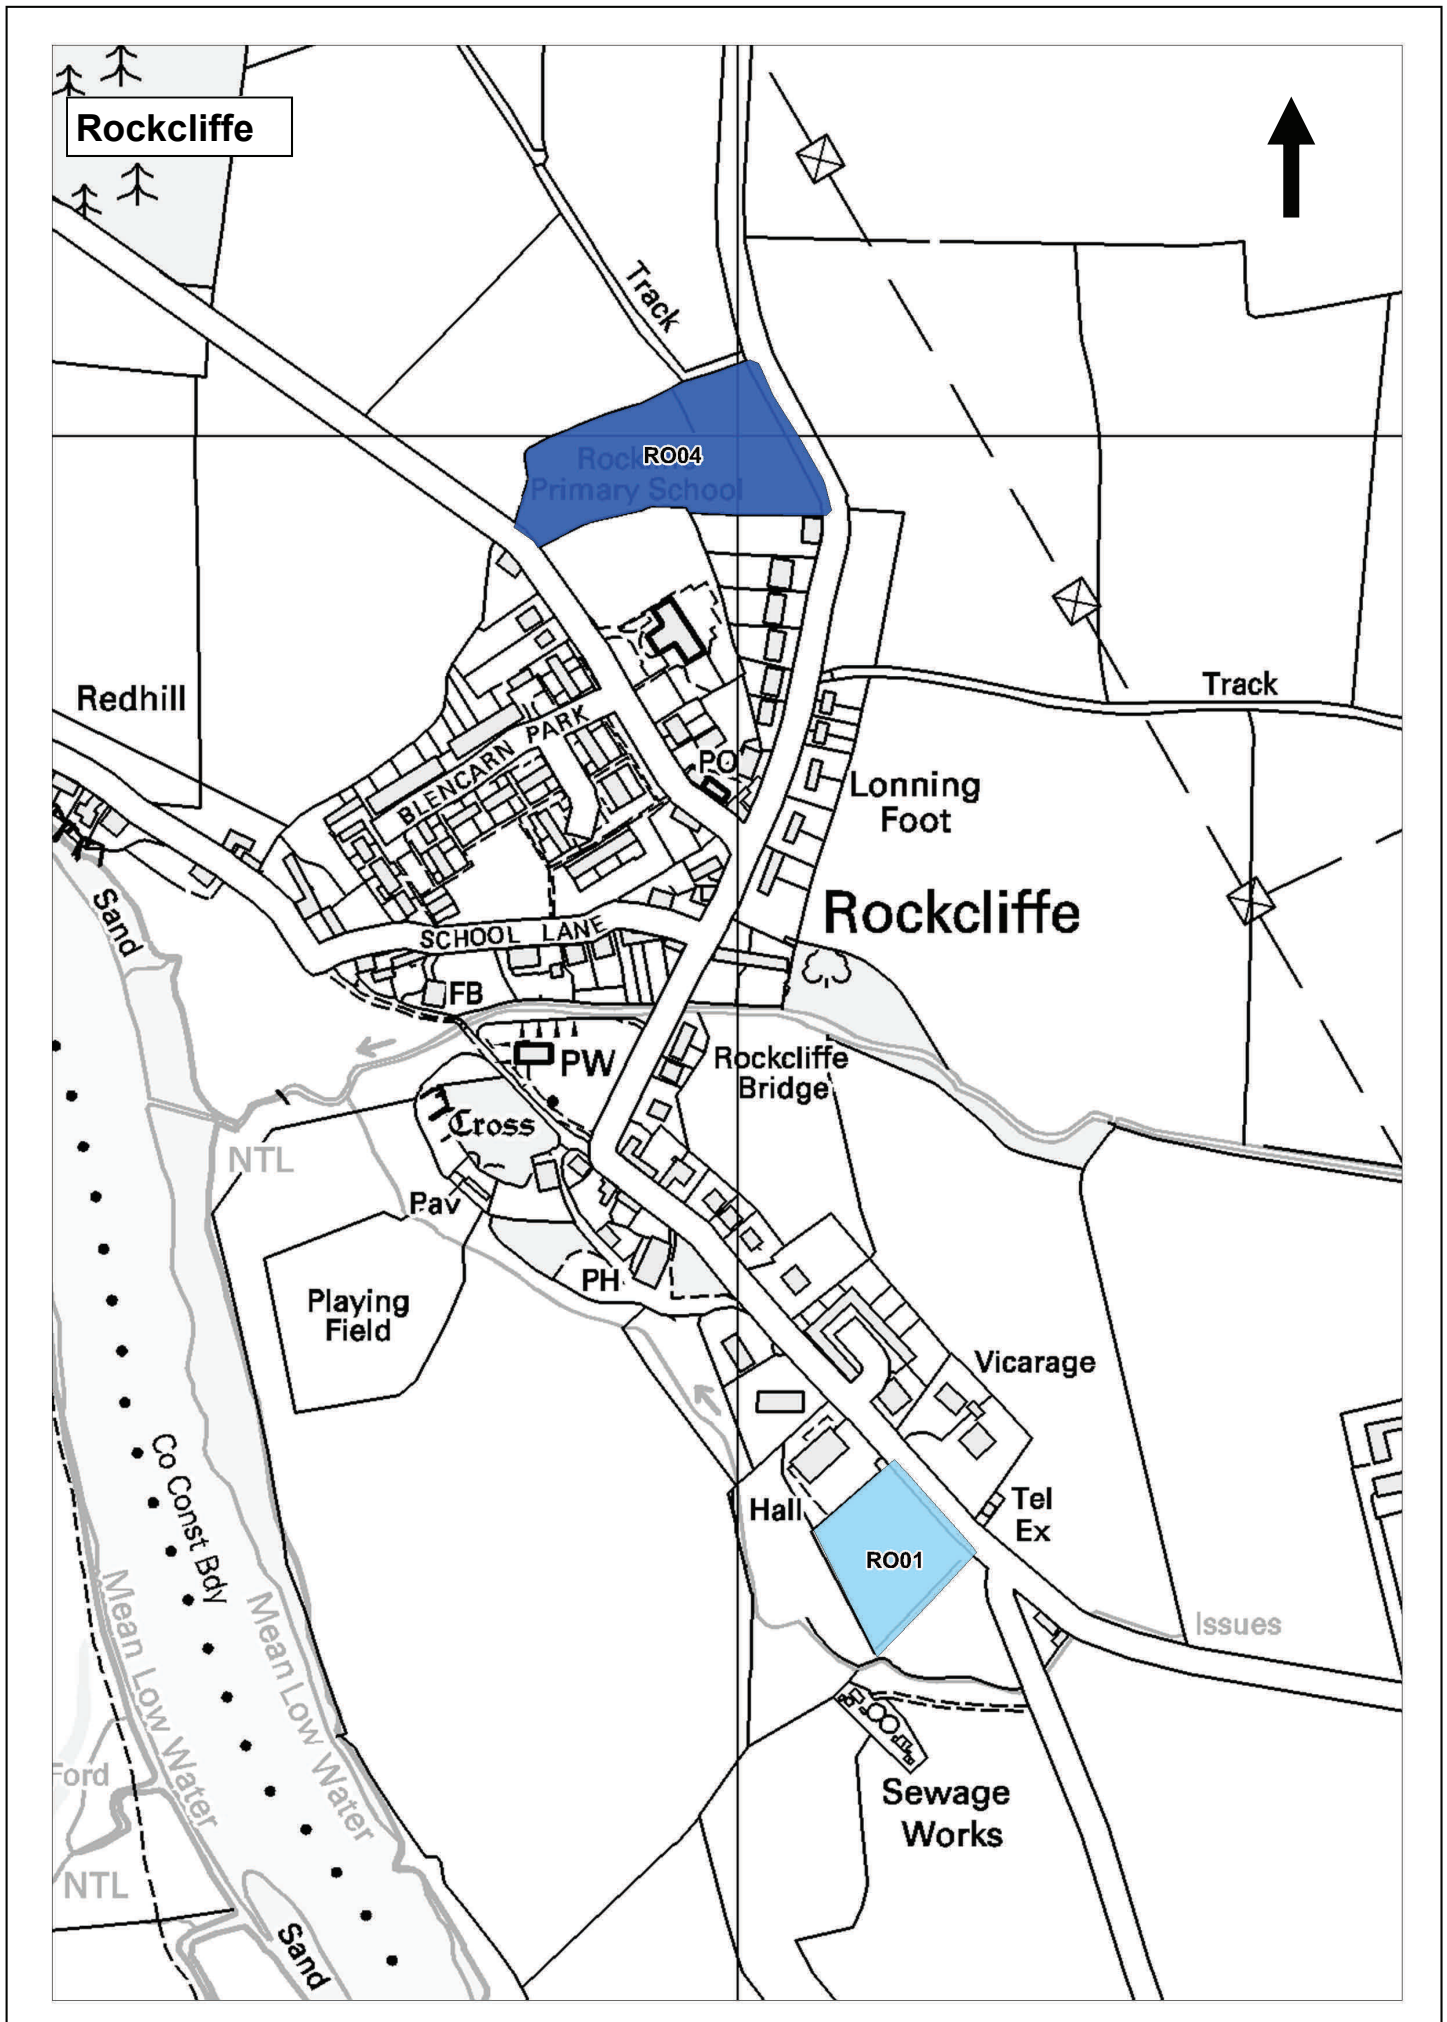 Rockcliffe
Track
RO04
Primary School
Redhill
Track
BLENCARN PARK
PO
Lonning
Foot
Rockcliffe
Sand
SCHOOL LANE
FB
PW
Rockcliffe
Bridge
Cross
NTL
Pav
PH
Playing
Field
Vicarage
Co Const Bdy
Hall
Tel
Ex
RO01
Mean Low Water
Mean Low Water
Issues
Ford
Sewage
Works
NTL
Sand